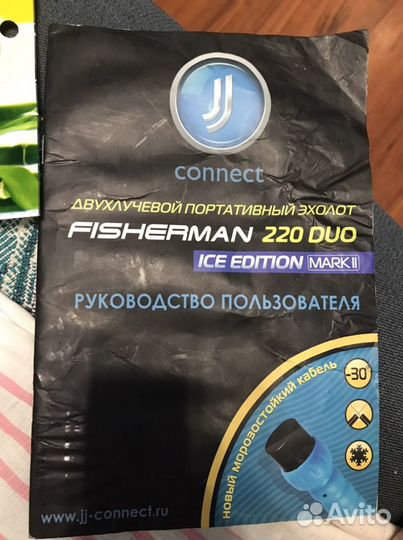 JJ
connect
ДВУХЛУЧЕВОЙ ПОРТАТИВНЫЙ ЭХОЛОТ
FISHERMAN 220 DUO
ICE EDITION MARK II
РУКОВОДСТВО ПОЛЬЗОВАТЕЛЯ
новый морозостойкий кабель
-30°
www.jj-connect.ru
Avito